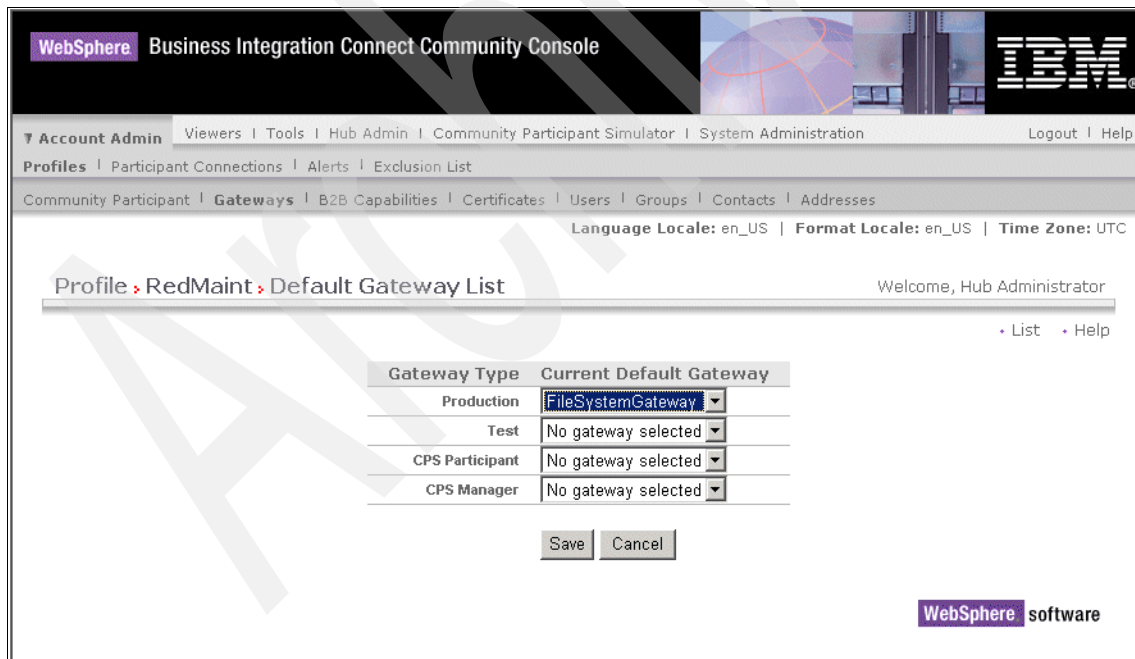 WebSphere. Business Integration Connect Community Console
IBM
Account Admin Viewers | Tools | Hub Admin | Community Participant Simulator | System Administration Logout | Help
Profiles | Participant Connections | Alerts | Exclusion List
Community Participant | Gateways | B2B Capabilities | Certificates | Users | Groups | Contacts | Addresses
Language Locale: en_US | Format Locale: en_US | Time Zone: UTC
Profile RedMaint Default Gateway List Welcome, Hub Administrator
List Help
Gateway Type Current Default Gateway
Production FileSystemGateway
Test No gateway selected
CPS Participant No gateway selected
CPS Manager No gateway selected
Save Cancel
WebSphere. software